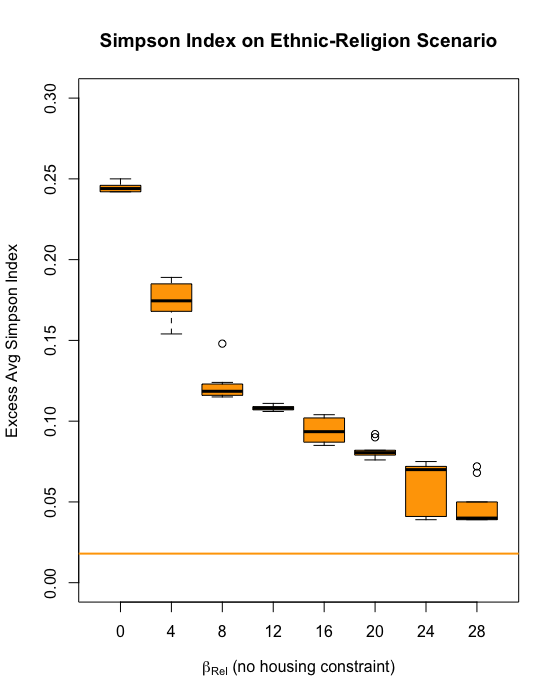 Simpson Index on Ethnic-Religion Scenario
Excess Avg Simpson Index
0.30
0.25
0.20
0.15
0.10
0.05
0.00
0 4 8 12 16 20 24 28
βRel (no housing constraint)